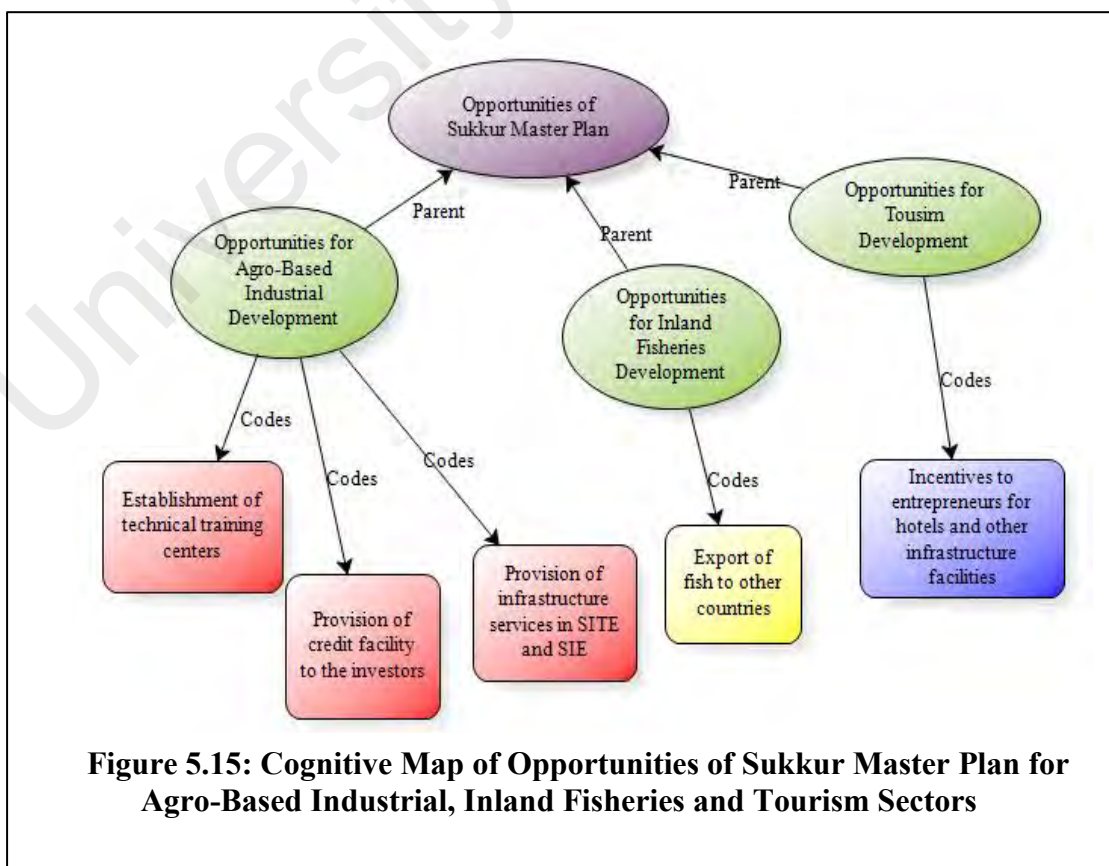 University
Opportunities of
Sukkur Master Plan
Parent
Parent
Parent
Opportunities for
Agro-Based
Industrial
Development
Opportunities
for Inland
Fisheries
Development
Opportunities for
Tousim
Development
Codes
Codes
Codes
Codes
Codes
Establishment of
technical training
centers
Provision of
credit facility
to the investors
Provision of
infrastructure
services in SITE
and SIE
Export of
fish to other
countries
Incentives to
entrepreneurs for
hotels and other
infrastructure
facilities
Figure 5.15: Cognitive Map of Opportunities of Sukkur Master Plan for
Agro-Based Industrial, Inland Fisheries and Tourism Sectors